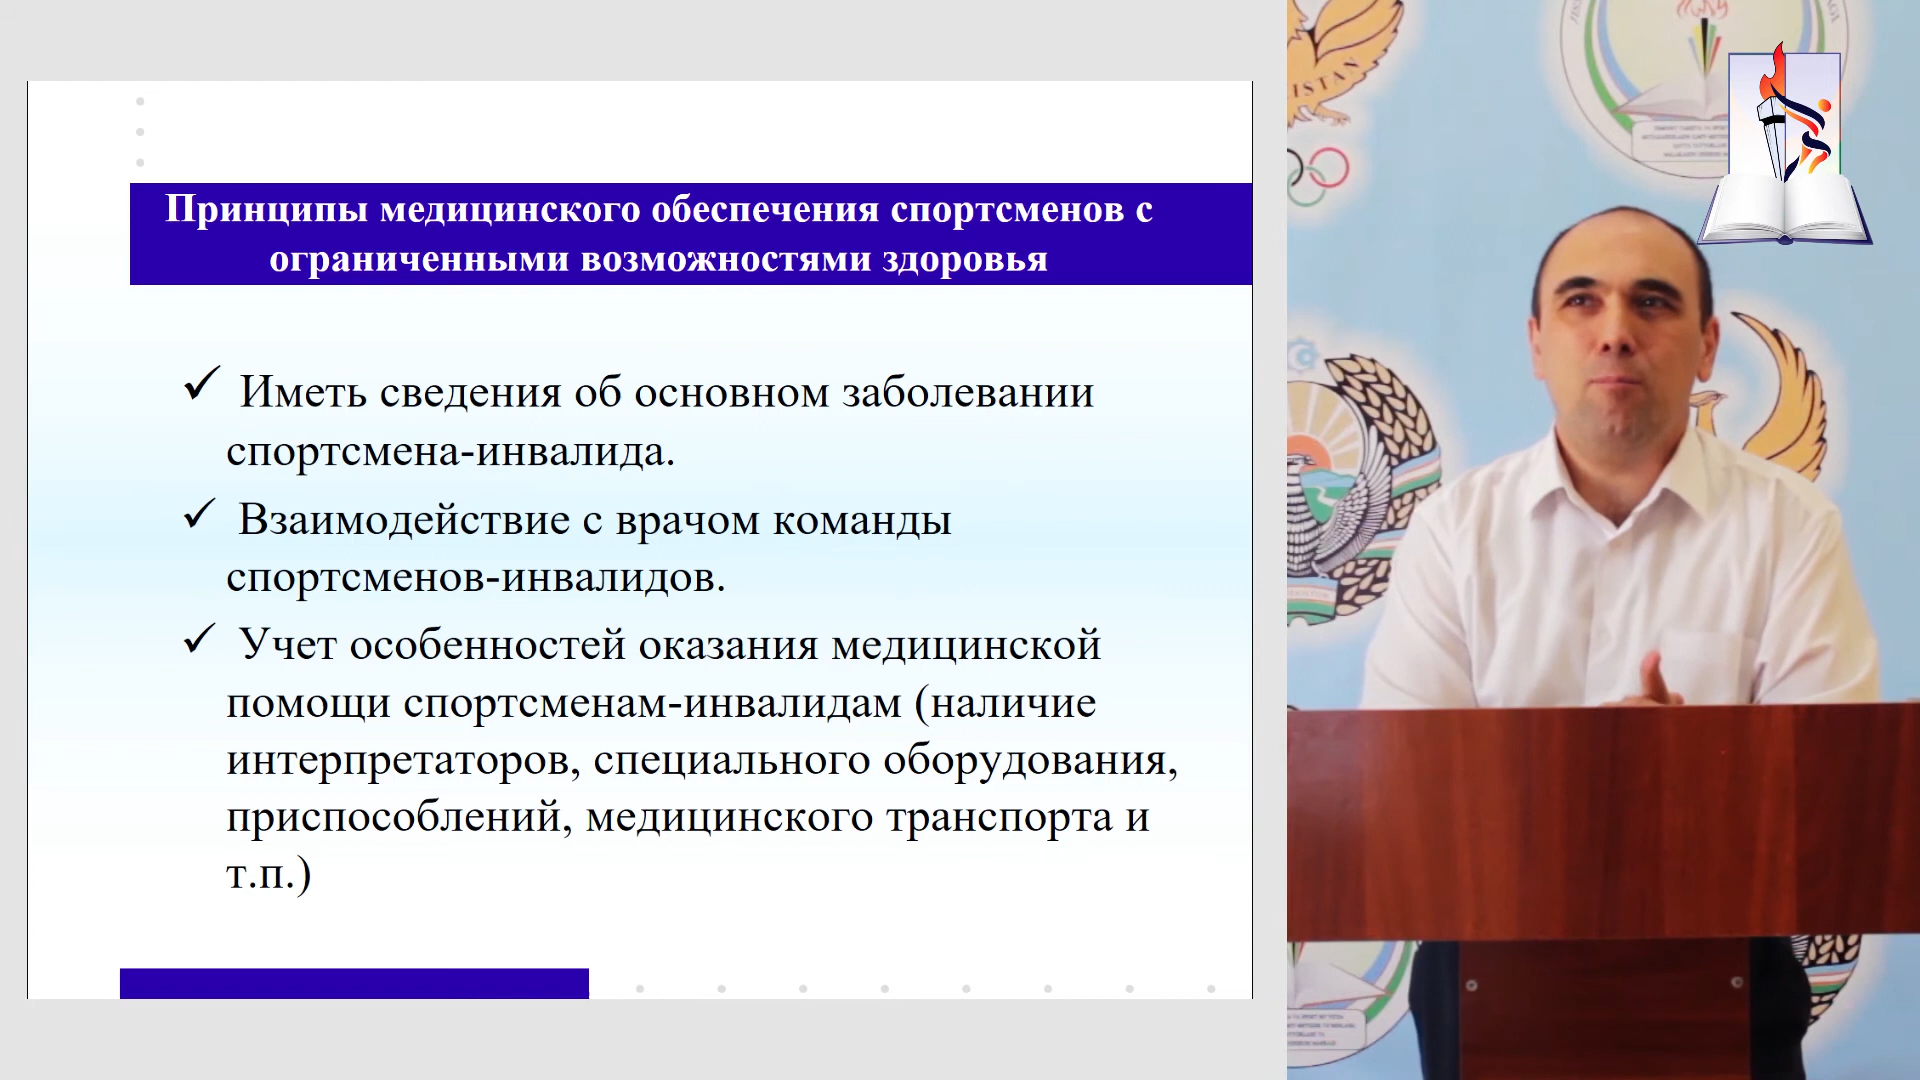 Принципы медицинского обеспечения спортсменов с
ограниченными возможностями здоровья
Иметь сведения об основном заболевании
спортсмена-инвалида.
Взаимодействие с врачом команды
спортсменов-инвалидов.
Учет особенностей оказания медицинской
помощи спортсменам-инвалидам (наличие
интерпретаторов, специального оборудования,
приспособлений, медицинского транспорта и
т.п.)